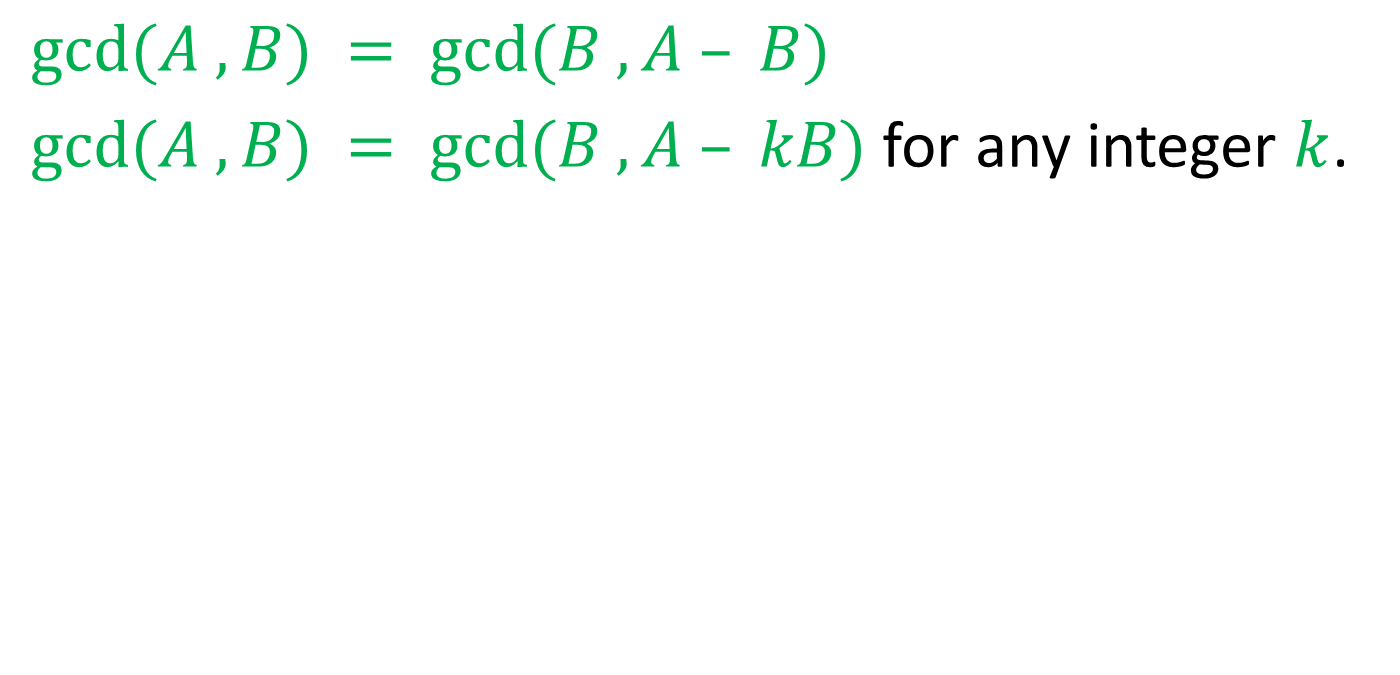 gcd(A , B) = gcd(B , A – B)
gcd(A , B) = gcd(B , A – kB) for any integer k.